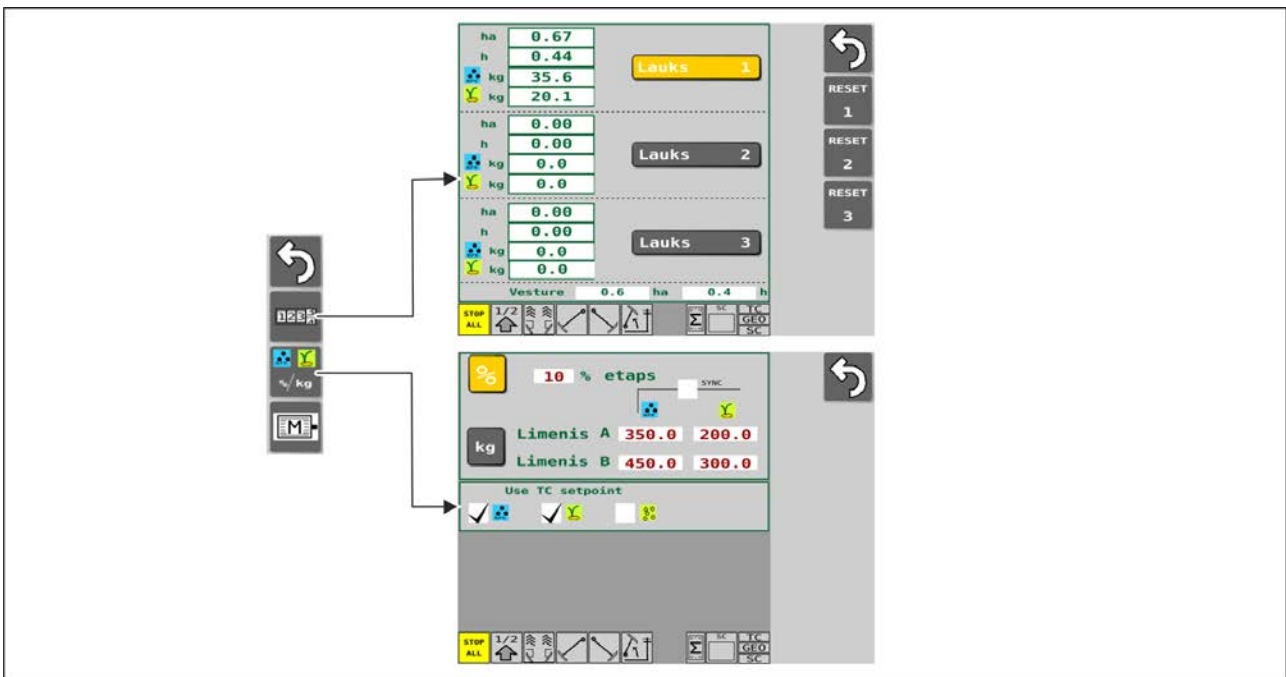 ha 0.67
h 0.44
Lauks 1
kg 35.6
kg 20.1
RESET
1
ha 0.00
h 0.00
Lauks 2
kg 0.0
kg 0.0
RESET
2
RESET
3
ha 0.00
h 0.00
Lauks 3
kg 0.0
kg 0.0
Vesture 0.6 ha 0.4 h
STOP
ALL
1/2
Σ
SC
TC
GEO
SC
%/kg
M
% 10 % etaps
SYNC
kg
Limenis A 350.0 200.0
Limenis B 450.0 300.0
Use TC setpoint
STOP
ALL
1/2
Σ
SC
TC
GEO
SC